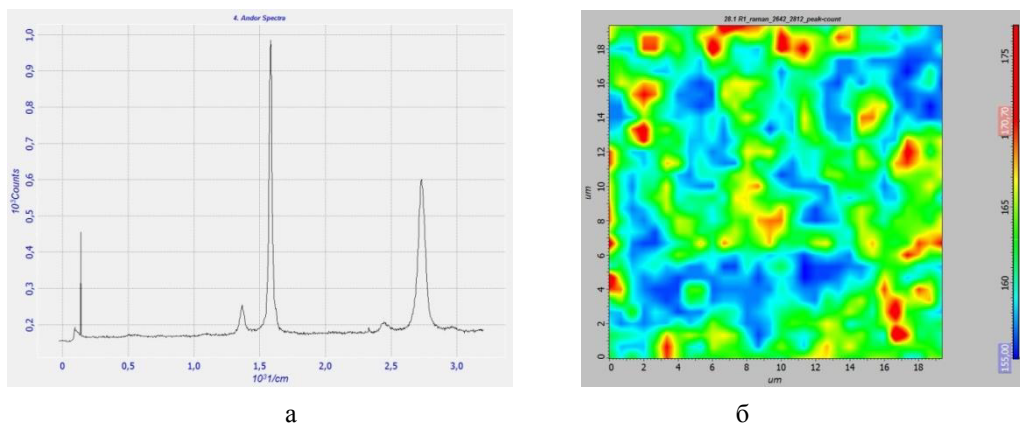 4. Andor Spectra
1,0
0,9
0,8
0,7
0,6
0,5
0,4
0,3
0,2
10³Counts
0 0,5 1,0 1,5 2,0 2,5 3,0
10³1/cm
а
28.1 R1_raman_2642_2812_peak-count
18
16
14
12
10
8
6
4
2
0
um
0 2 4 6 8 10 12 14 16 18
um
175
170,70
165
160
155,00
б